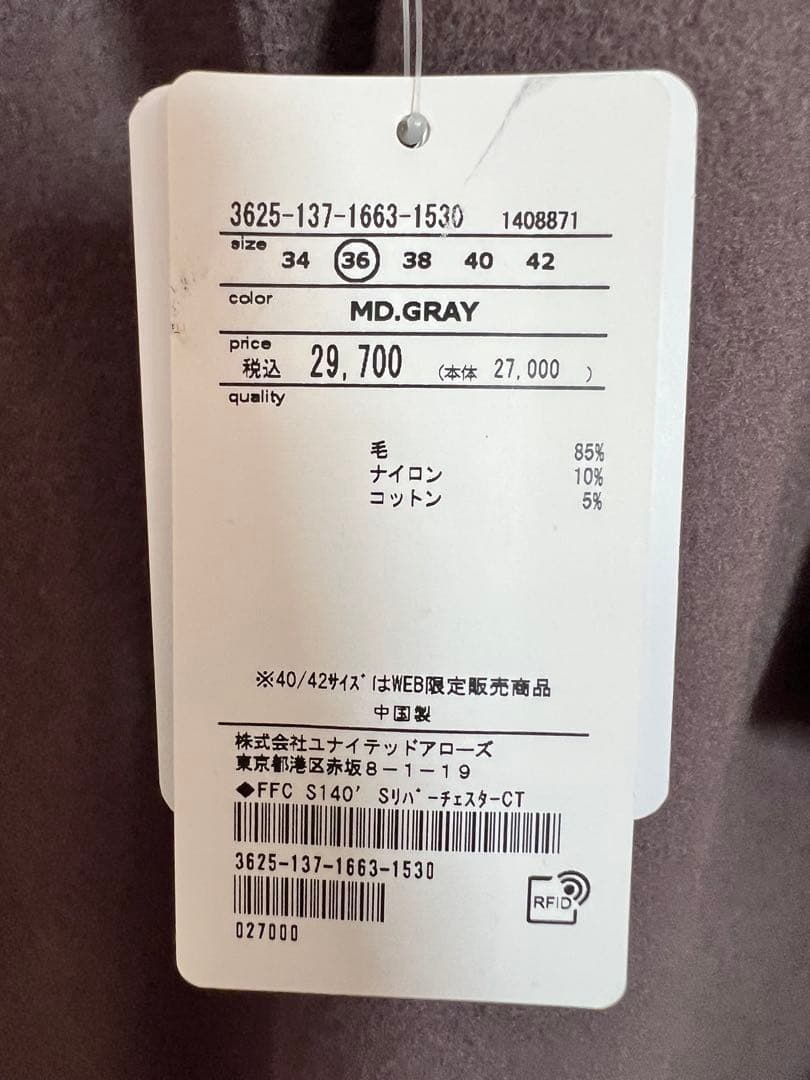 3625-137-1663-1530 1408871
size 34 36 38 40 42
color MD.GRAY
price
税込 29,700 (本体 27,000 )
quality
毛 85%
ナイロン 10%
コットン 5%
※40/42ｻｲｽﾞはWEB限定販売商品
中国製
株式会社ユナイテッドアローズ
東京都港区赤坂８－１－１９
◆FFC S140' SﾘﾊﾞｰﾁｪｽﾀｰCT
3625-137-1663-1530
027000
RFID